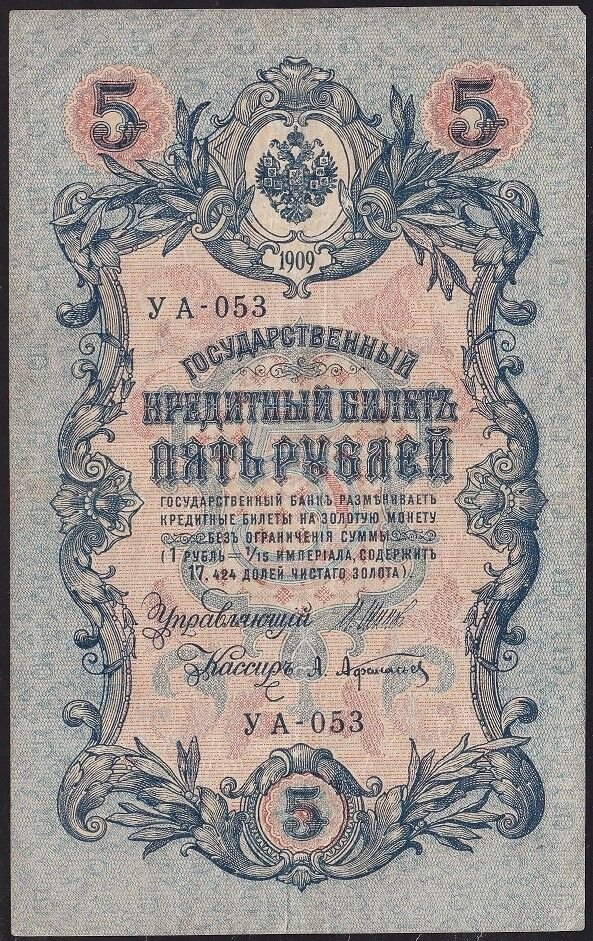 5 5
1909
УА-053
ГОСУДАРСТВЕННЫЙ
КРЕДИТНЫЙ БИЛЕТЪ
ПЯТЬ РУБЛЕЙ
ГОСУДАРСТВЕННЫЙ БАНКЪ РАЗМѢНИВАЕТЪ
КРЕДИТНЫЕ БИЛЕТЫ НА ЗОЛОТУЮ МОНЕТУ
БЕЗЪ ОГРАНИЧЕНІЯ СУММЫ
(1 РУБЛЬ = 1/15 ИМПЕРІАЛА, СОДЕРЖИТЪ
17,424 ДОЛЕЙ ЧИСТАГО ЗОЛОТА).
Управляющій
Кассиръ А. Афанасьев
УА-053
5